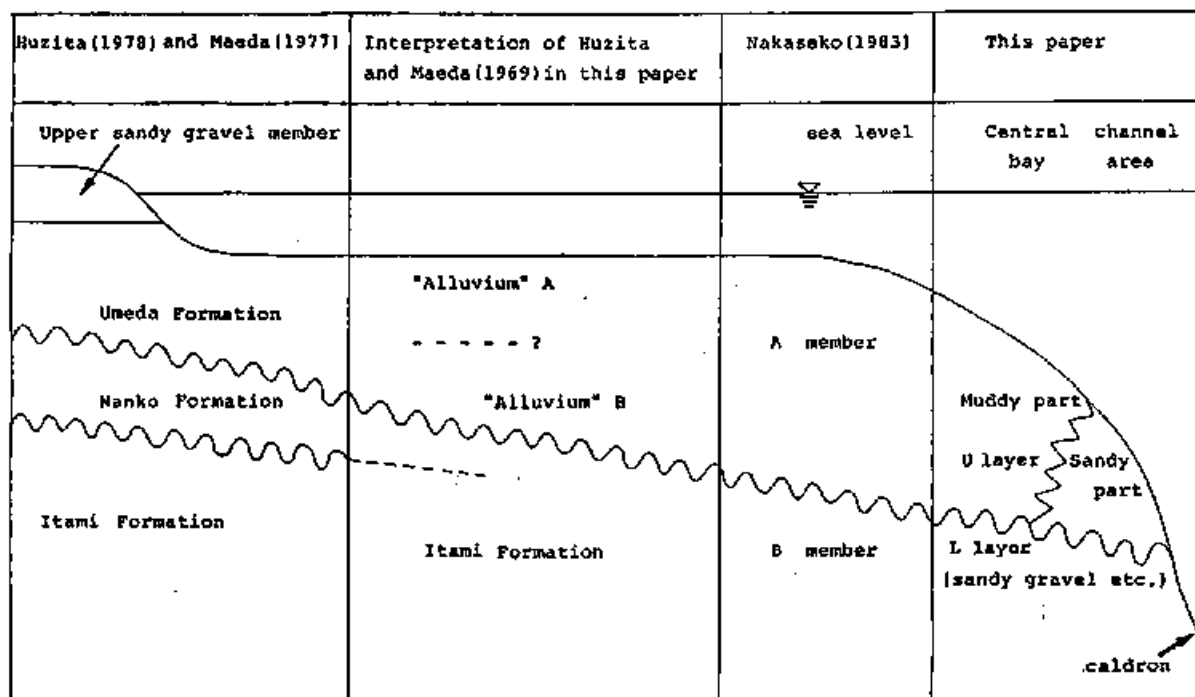 Huzita(1978) and Maeda(1977)
Interpretation of Huzita
and Maeda(1969) in this paper
Nakaseko(1983)
This paper
Upper sandy gravel member
sea level
Central channel
bay area
"Alluvium" A
Umeda Formation
- - - - - ?
A member
Nanko Formation
"Alluvium" B
Muddy part
U layer
Sandy
part
Itami Formation
Itami Formation
B member
L layor
(sandy gravel etc.)
caldron